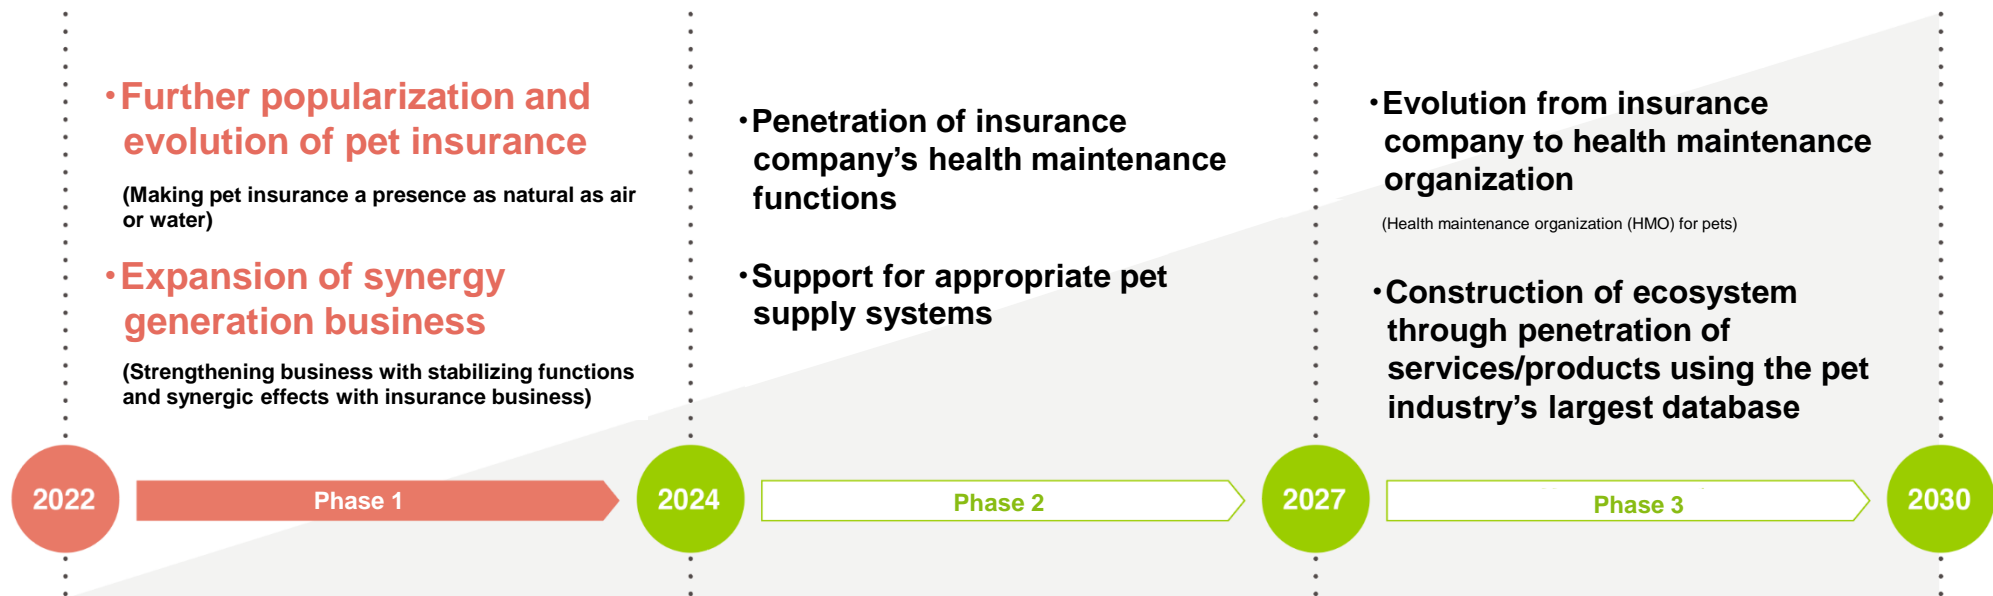 ・Further popularization and
evolution of pet insurance
(Making pet insurance a presence as natural as air
or water)
・Expansion of synergy
generation business
(Strengthening business with stabilizing functions
and synergic effects with insurance business)
・Penetration of insurance
company’s health maintenance
functions
・Support for appropriate pet
supply systems
・Evolution from insurance
company to health maintenance
organization
(Health maintenance organization (HMO) for pets)
・Construction of ecosystem
through penetration of
services/products using the pet
industry’s largest database
2022
Phase 1
2024
Phase 2
2027
Phase 3
2030